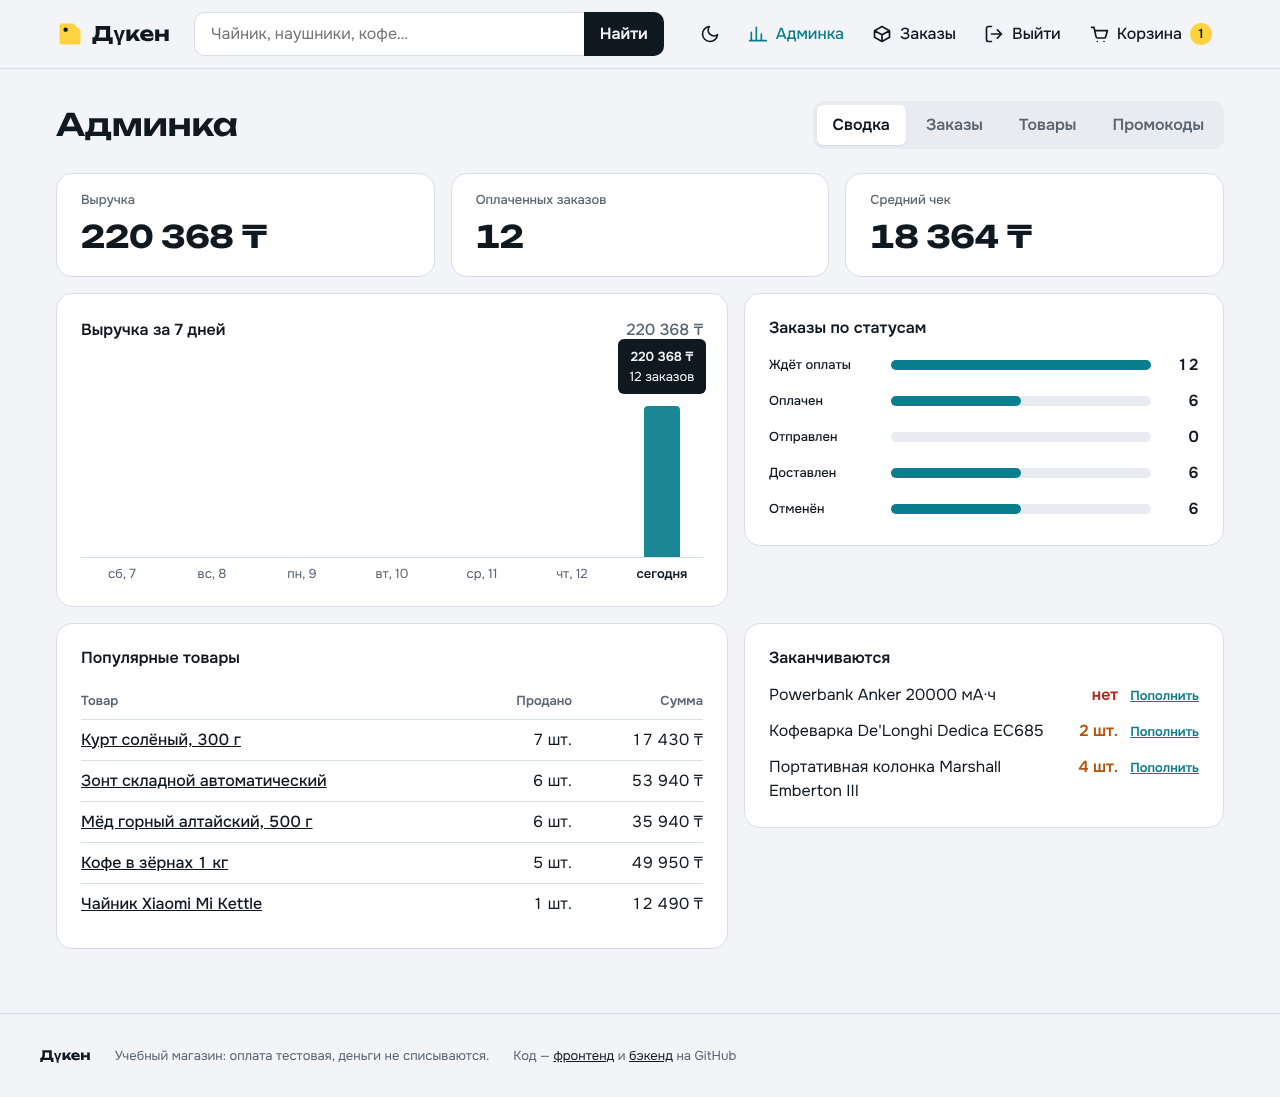 Дүкен
Чайник, наушники, кофе…
Найти
Админка
Заказы
Выйти
Корзина 1
Админка
Сводка
Заказы
Товары
Промокоды
Выручка
220 368 ₸
Оплаченных заказов
12
Средний чек
18 364 ₸
Выручка за 7 дней
220 368 ₸
220 368 ₸
12 заказов
сб, 7
вс, 8
пн, 9
вт, 10
ср, 11
чт, 12
сегодня
Заказы по статусам
Ждёт оплаты 12
Оплачен 6
Отправлен 0
Доставлен 6
Отменён 6
Популярные товары
Товар Продано Сумма
Курт солёный, 300 г 7 шт. 17 430 ₸
Зонт складной автоматический 6 шт. 53 940 ₸
Мёд горный алтайский, 500 г 6 шт. 35 940 ₸
Кофе в зёрнах 1 кг 5 шт. 49 950 ₸
Чайник Xiaomi Mi Kettle 1 шт. 12 490 ₸
Заканчиваются
Powerbank Anker 20000 мА·ч нет Пополнить
Кофеварка De'Longhi Dedica EC685 2 шт. Пополнить
Портативная колонка Marshall 4 шт. Пополнить
Emberton III
Дүкен
Учебный магазин: оплата тестовая, деньги не списываются.
Код — фронтенд и бэкенд на GitHub